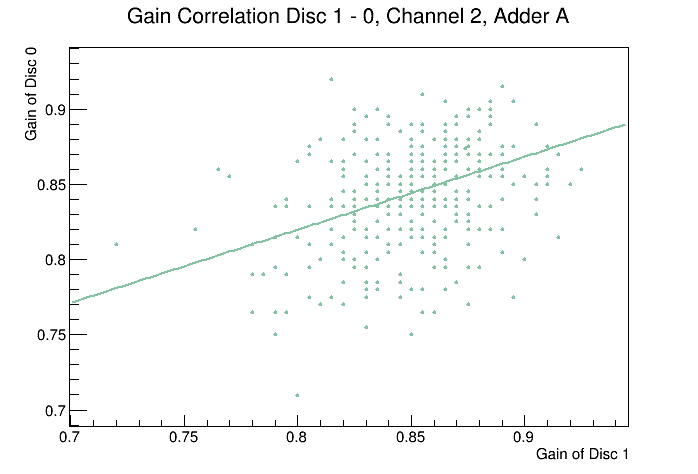 Gain Correlation Disc 1 - 0, Channel 2, Adder A
Gain of Disc 0
0.9
0.85
0.8
0.75
0.7
0.7 0.75 0.8 0.85 0.9
Gain of Disc 1